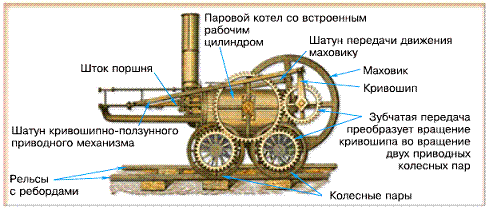 Паровой котел со встроенным
рабочим
цилиндром
Шатун передачи движения
маховику
Шток поршня
Маховик
Кривошип
Шатун кривошипно-ползунного
приводного механизма
Зубчатая передача
преобразует вращение
кривошипа во вращение
двух приводных
колесных пар
Рельсы
с ребордами
Колесные пары